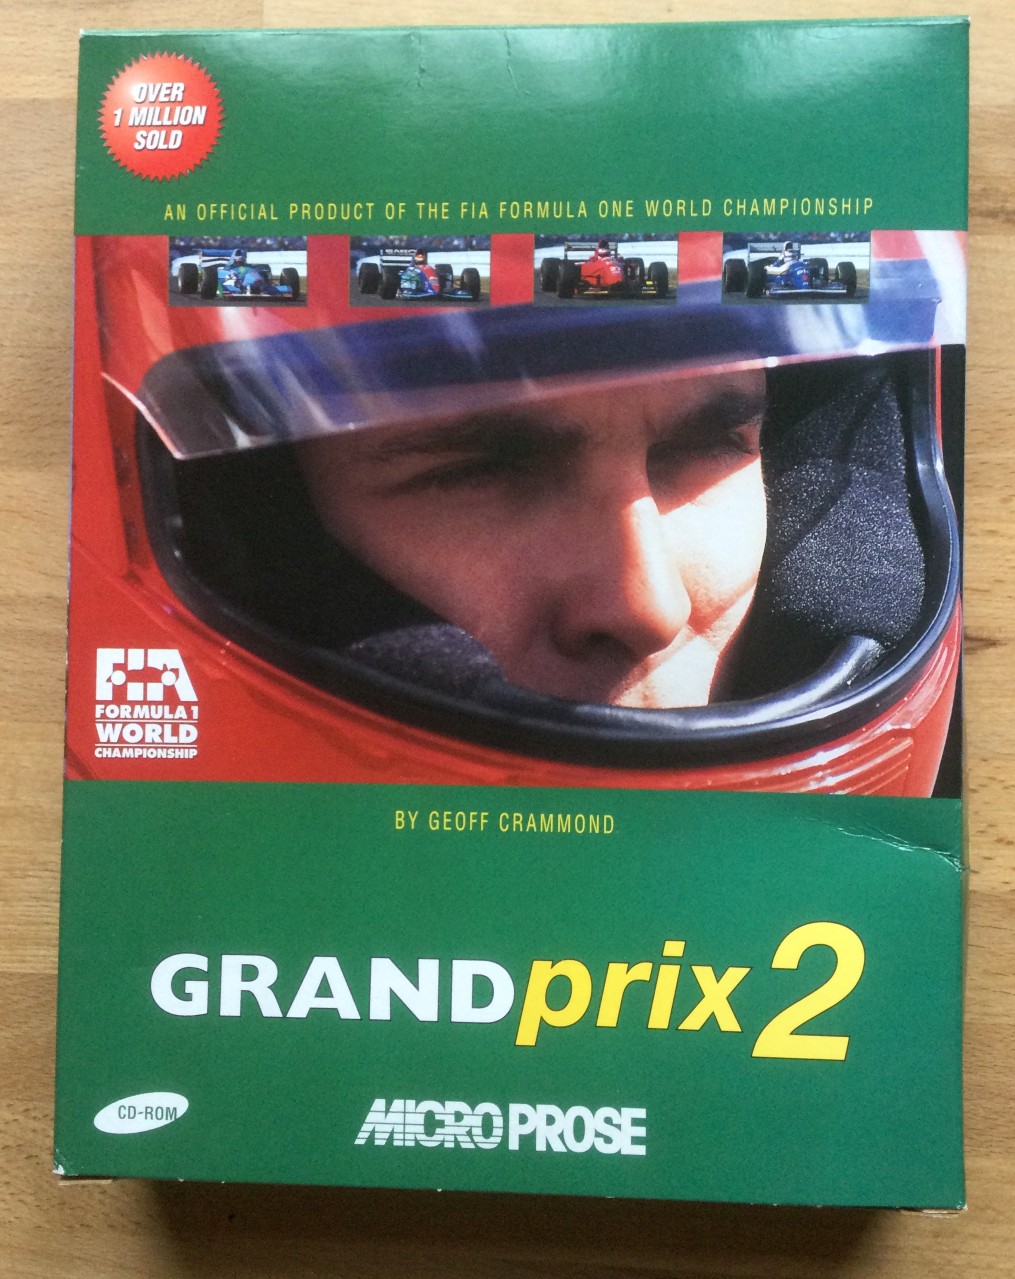 OVER
1 MILLION
SOLD
AN OFFICIAL PRODUCT OF THE FIA FORMULA ONE WORLD CHAMPIONSHIP
FIA
FORMULA 1
WORLD
CHAMPIONSHIP
BY GEOFF CRAMMOND
GRANDprix2
CD-ROM
MICROPROSE